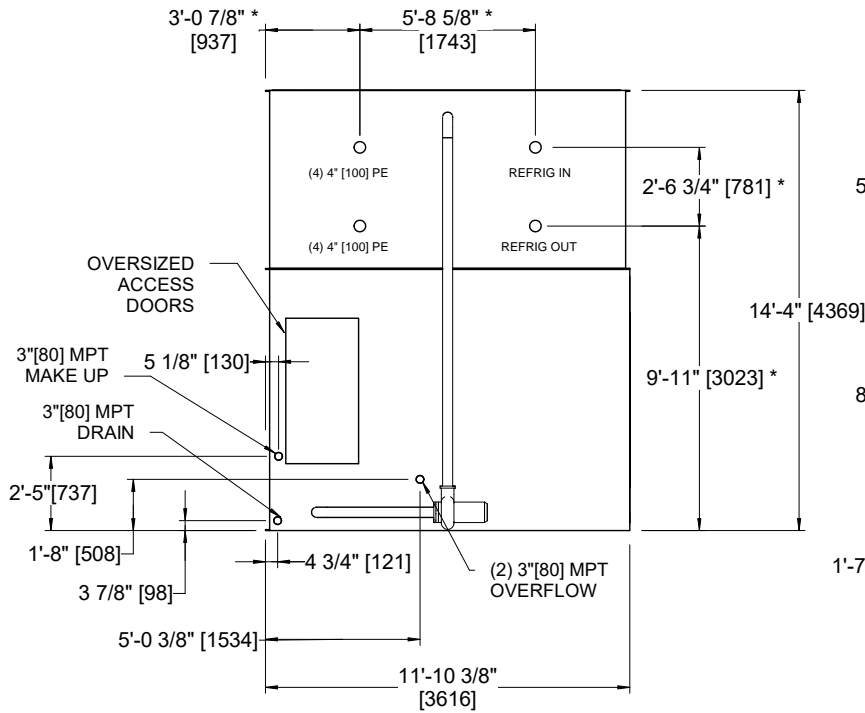 3'-0 7/8" *
[937]
5'-8 5/8" *
[1743]
(4) 4" [100] PE
REFRIG IN
2'-6 3/4" [781] *
5
(4) 4" [100] PE
REFRIG OUT
OVERSIZED
ACCESS
DOORS
14'-4" [4369]
3"[80] MPT
MAKE UP
5 1/8" [130]
9'-11" [3023] *
8
3"[80] MPT
DRAIN
2'-5"[737]
1'-8" [508]
4 3/4" [121]
(2) 3"[80] MPT
OVERFLOW
1'-7
3 7/8" [98]
5'-0 3/8" [1534]
11'-10 3/8"
[3616]